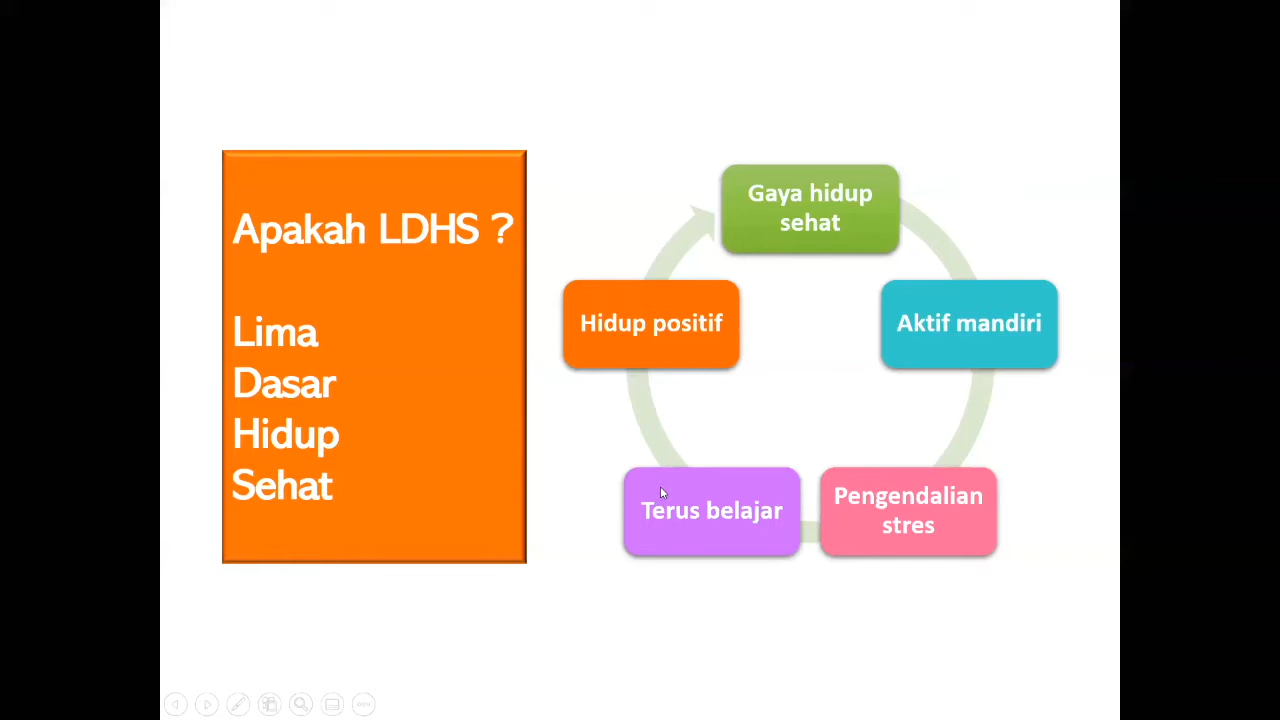 Apakah LDHS ?
Lima
Dasar
Hidup
Sehat
Gaya hidup
sehat
Aktif mandiri
Pengendalian
stres
Terus belajar
Hidup positif